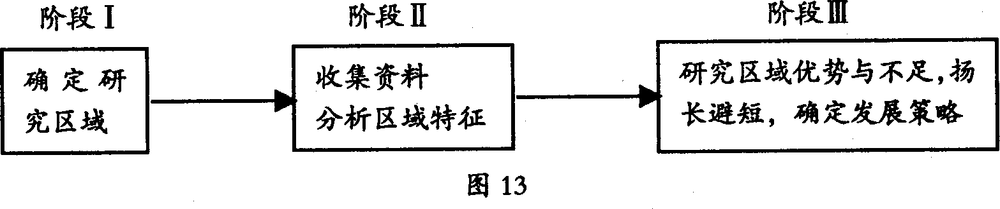 阶段Ⅰ
阶段Ⅱ
阶段Ⅲ
确定研
究区域
收集资料
分析区域特征
研究区域优势与不足,扬
长避短，确定发展策略
图 13